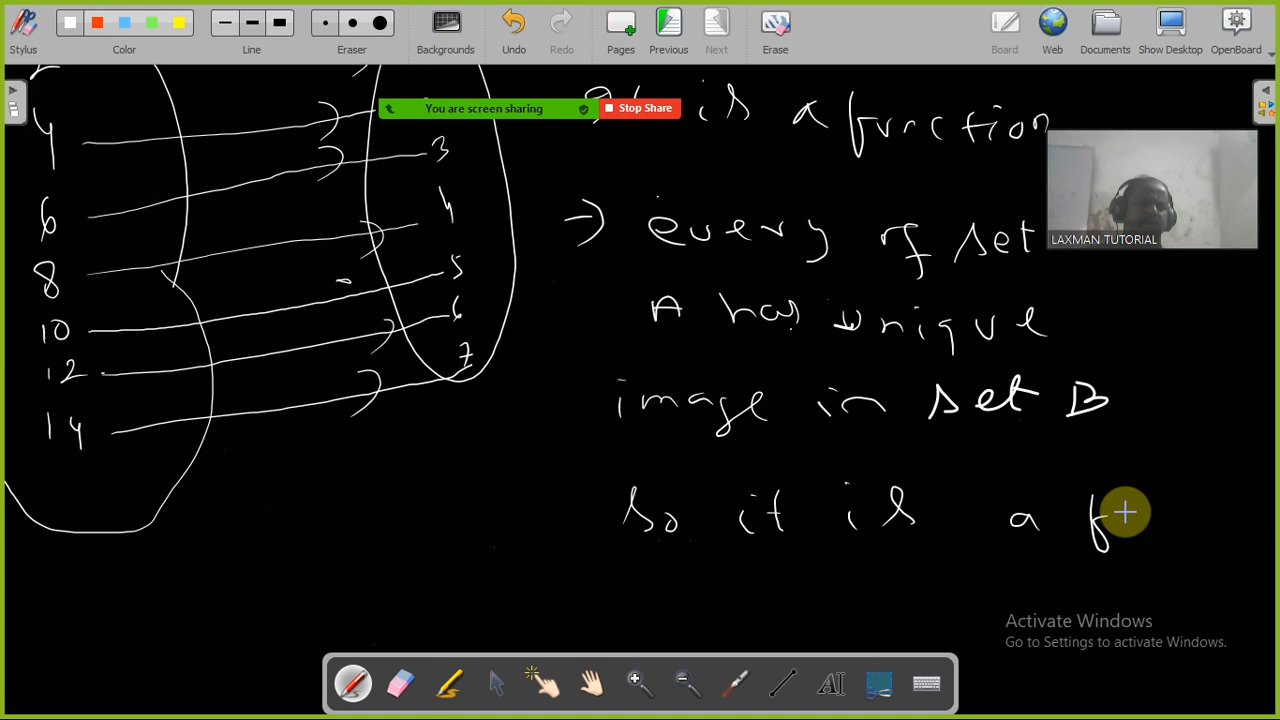 Stylus Color Line Eraser Backgrounds Undo Redo Pages Previous Next Erase Board Web Documents Show Desktop OpenBoard
You are screen sharing Stop Share
is a function
4
3
6
4
8
5
10
6
12
7
14
→ every of set
A has unique
image in set B
so it is a f
LAXMAN TUTORIAL
Activate Windows
Go to Settings to activate Windows.